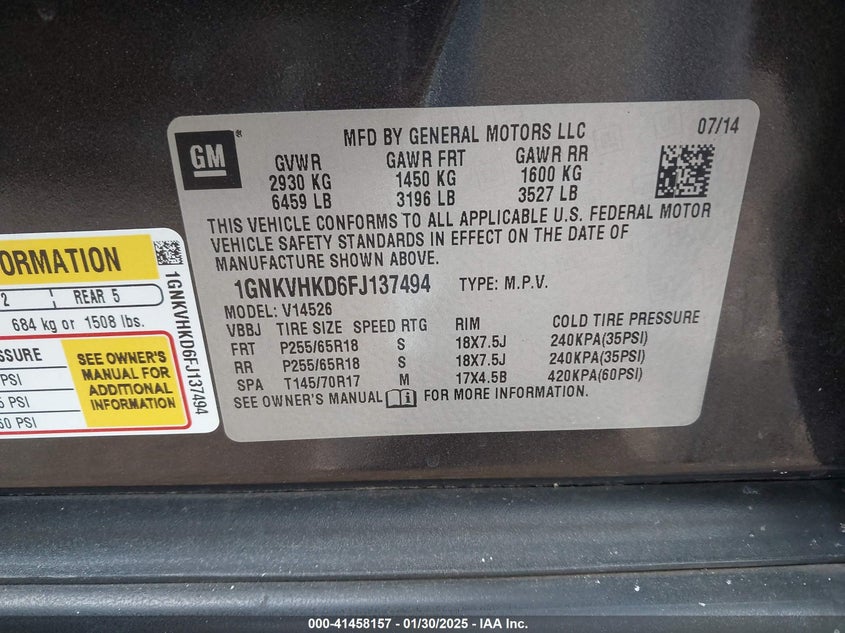 GM
®
MFD BY GENERAL MOTORS LLC
07/14
GVWR GAWR FRT GAWR RR
2930 KG 1450 KG 1600 KG
6459 LB 3196 LB 3527 LB
THIS VEHICLE CONFORMS TO ALL APPLICABLE U.S. FEDERAL MOTOR
VEHICLE SAFETY STANDARDS IN EFFECT ON THE DATE OF
MANUFACTURE SHOWN ABOVE.
1GNKVHKD6FJ137494 TYPE: M.P.V.
MODEL: V14526
VBBJ TIRE SIZE SPEED RTG RIM COLD TIRE PRESSURE
FRT P255/65R18 S 18X7.5J 240KPA(35PSI)
RR P255/65R18 S 18X7.5J 240KPA(35PSI)
SPA T145/70R17 M 17X4.5B 420KPA(60PSI)
SEE OWNER'S MANUAL i FOR MORE INFORMATION.
ORMATION
2 REAR 5
684 kg or 1508 lbs.
SSURE
PSI
PSI
60 PSI
SEE OWNER'S
MANUAL FOR
ADDITIONAL
INFORMATION
1GNKVHKD6FJ137494
000-41458157 - 01/30/2025 - IAA Inc.